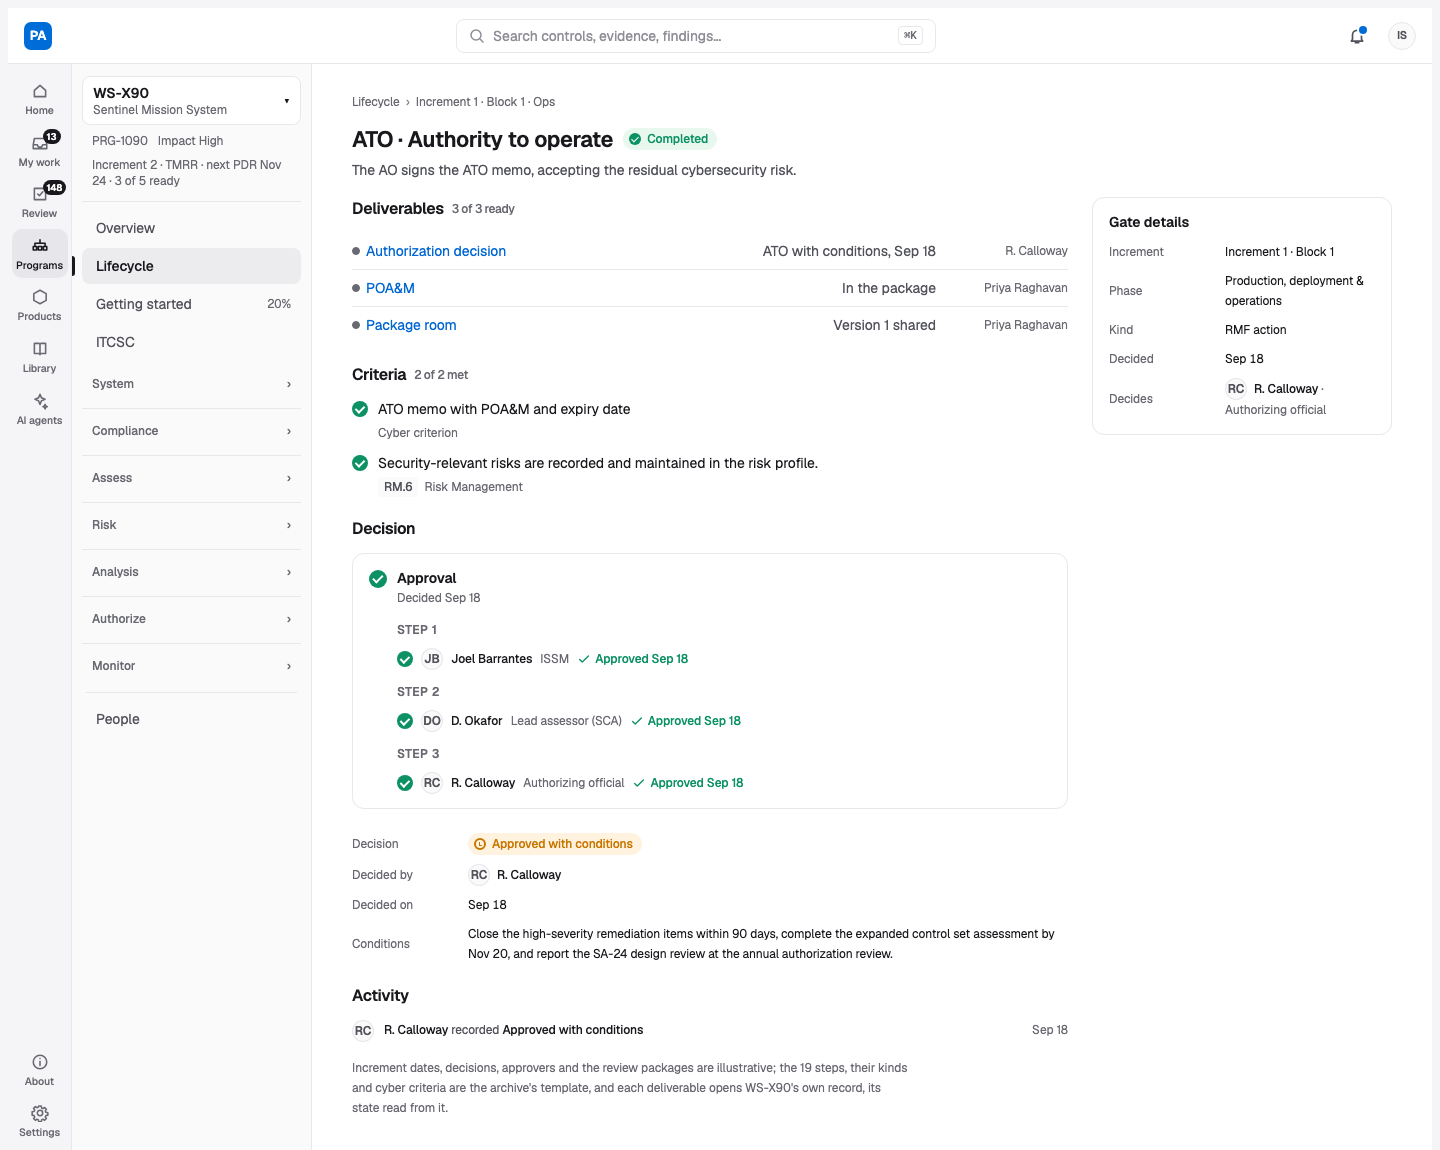 PA
Search controls, evidence, findings...
⌘K
IS
Home
13
My work
148
Review
Programs
Products
Library
AI agents
About
Settings
WS-X90
Sentinel Mission System
PRG-1090 Impact High
Increment 2 · TMRR · next PDR Nov
24 · 3 of 5 ready
Overview
Lifecycle
Getting started 20%
ITCSC
System
Compliance
Assess
Risk
Analysis
Authorize
Monitor
People
Lifecycle › Increment 1 · Block 1 · Ops
ATO · Authority to operate Completed
The AO signs the ATO memo, accepting the residual cybersecurity risk.
Deliverables 3 of 3 ready
Authorization decision ATO with conditions, Sep 18 R. Calloway
POA&M In the package Priya Raghavan
Package room Version 1 shared Priya Raghavan
Criteria 2 of 2 met
ATO memo with POA&M and expiry date
Cyber criterion
Security-relevant risks are recorded and maintained in the risk profile.
RM.6 Risk Management
Decision
Approval
Decided Sep 18
STEP 1
JB Joel Barrantes ISSM Approved Sep 18
STEP 2
DO D. Okafor Lead assessor (SCA) Approved Sep 18
STEP 3
RC R. Calloway Authorizing official Approved Sep 18
Decision Approved with conditions
Decided by RC R. Calloway
Decided on Sep 18
Conditions Close the high-severity remediation items within 90 days, complete the expanded control set assessment by
Nov 20, and report the SA-24 design review at the annual authorization review.
Activity
RC R. Calloway recorded Approved with conditions Sep 18
Increment dates, decisions, approvers and the review packages are illustrative; the 19 steps, their kinds
and cyber criteria are the archive's template, and each deliverable opens WS-X90's own record, its
state read from it.
Gate details
Increment Increment 1 · Block 1
Phase Production, deployment &
operations
Kind RMF action
Decided Sep 18
Decides RC R. Calloway ·
Authorizing official